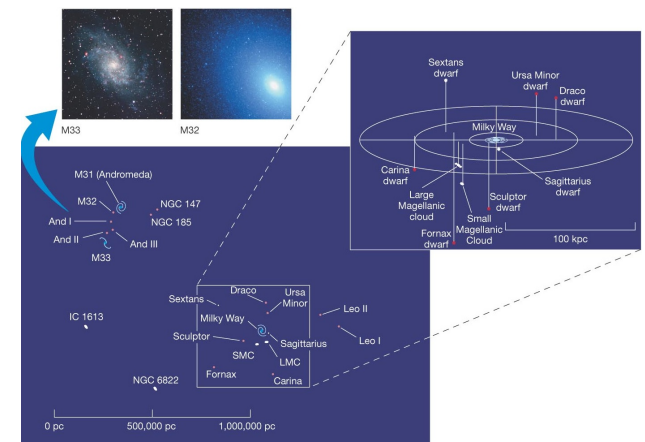 M33
M32
M31 (Andromeda)
M32
NGC 147
And I
NGC 185
And II
And III
M33
IC 1613
NGC 6822
Sextans
Draco
Ursa
Minor
Leo II
Milky Way
Leo I
Sculptor
Sagittarius
SMC
LMC
Fornax
Carina
0 pc
500,000 pc
1,000,000 pc
Sextans
dwarf
Ursa Minor
dwarf
Draco
dwarf
Milky Way
Carina
dwarf
Sagittarius
dwarf
Large
Magellanic
cloud
Sculptor
dwarf
Small
Magellanic
Cloud
Fornax
dwarf
100 kpc